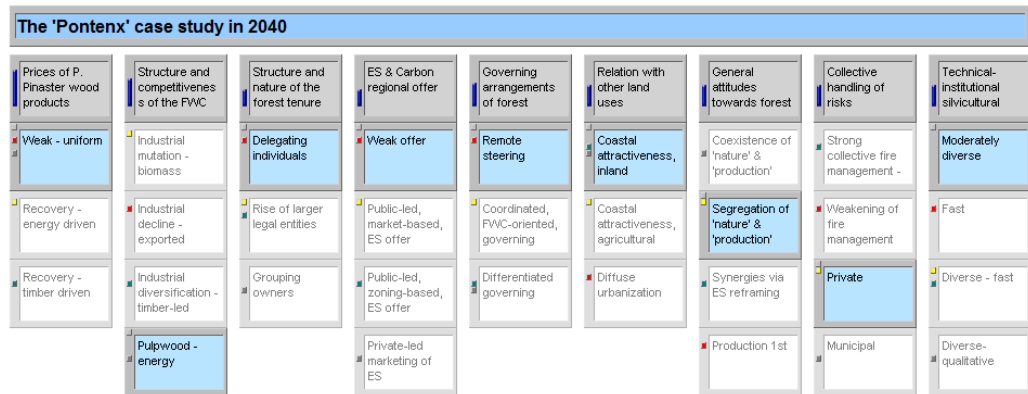 The 'Pontenx' case study in 2040
Prices of P.
Pinaster wood
products
Structure and
competitivenes
s of the FWC
Structure and
nature of the
forest tenure
ES & Carbon
regional offer
Governing
arrangements
of forest
Relation with
other land
uses
General
attitudes
towards forest
Collective
handling of
risks
Technical-
institutional
silvicultural
Weak - uniform
Industrial
mutation -
biomass
Delegating
individuals
Weak offer
Remote
steering
Coastal
attractiveness,
inland
Coexistence of
'nature' &
'production'
Strong
collective fire
management -
Moderately
diverse
Recovery -
energy driven
Industrial
decline -
exported
Rise of larger
legal entities
Public-led,
market-based,
ES offer
Coordinated,
FWC-oriented,
governing
Coastal
attractiveness,
agricultural
Segregation of
'nature' &
'production'
Weakening of
fire
management
Fast
Recovery -
timber driven
Industrial
diversification -
timber-led
Grouping
owners
Public-led,
zoning-based,
ES offer
Differentiated
governing
Diffuse
urbanization
Synergies via
ES reframing
Private
Diverse - fast
Pulpwood -
energy
Private-led
marketing of
ES
Production 1st
Municipal
Diverse-
qualitative